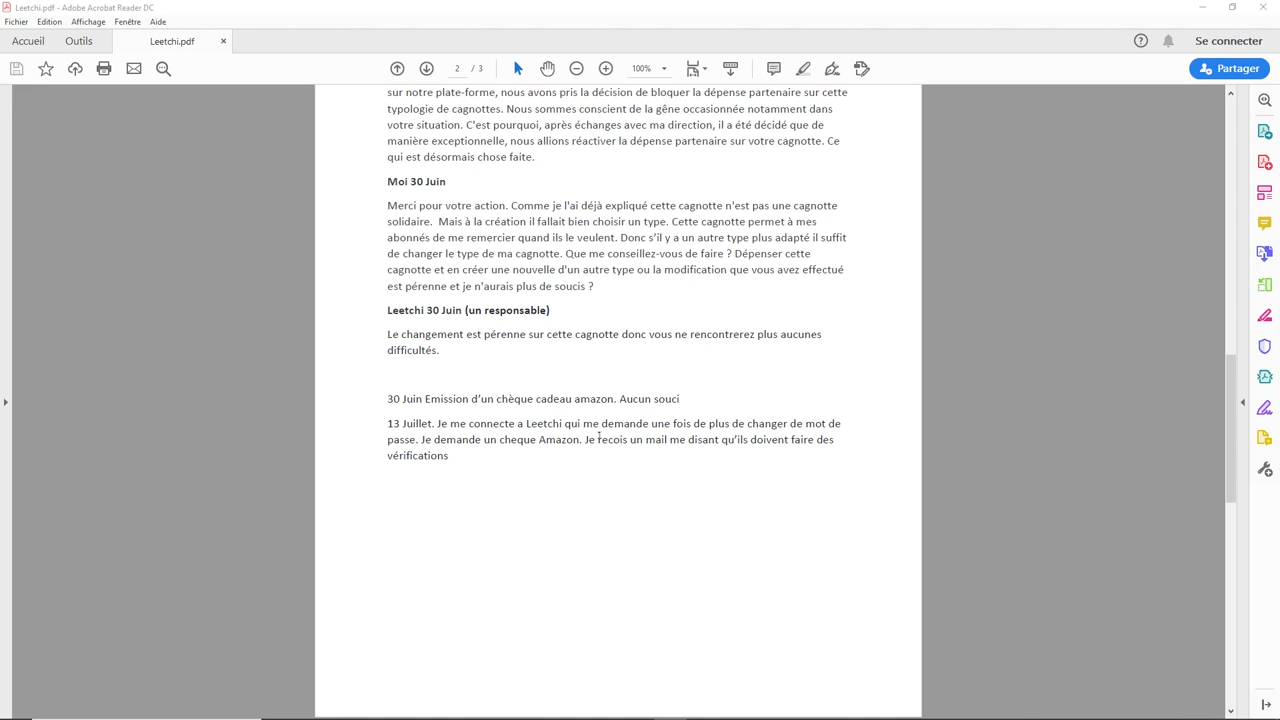 Leetchi.pdf - Adobe Acrobat Reader DC
Fichier Edition Affichage Fenêtre Aide
Accueil Outils Leetchi.pdf × Se connecter
2 / 3 100% Partager
sur notre plate-forme, nous avons pris la décision de bloquer la dépense partenaire sur cette
typologie de cagnottes. Nous sommes conscient de la gêne occasionnée notamment dans
votre situation. C'est pourquoi, après échanges avec ma direction, il a été décidé que de
manière exceptionnelle, nous allions réactiver la dépense partenaire sur votre cagnotte. Ce
qui est désormais chose faite.
Moi 30 Juin
Merci pour votre action. Comme je l'ai déjà expliqué cette cagnotte n'est pas une cagnotte
solidaire. Mais à la création il fallait bien choisir un type. Cette cagnotte permet à mes
abonnés de me remercier quand ils le veulent. Donc s’il y a un autre type plus adapté il suffit
de changer le type de ma cagnotte. Que me conseillez-vous de faire ? Dépenser cette
cagnotte et en créer une nouvelle d'un autre type ou la modification que vous avez effectué
est pérenne et je n'aurais plus de soucis ?
Leetchi 30 Juin (un responsable)
Le changement est pérenne sur cette cagnotte donc vous ne rencontrerez plus aucunes
difficultés.
30 Juin Emission d’un chèque cadeau amazon. Aucun souci
13 Juillet. Je me connecte a Leetchi qui me demande une fois de plus de changer de mot de
passe. Je demande un cheque Amazon. Je recois un mail me disant qu’ils doivent faire des
vérifications